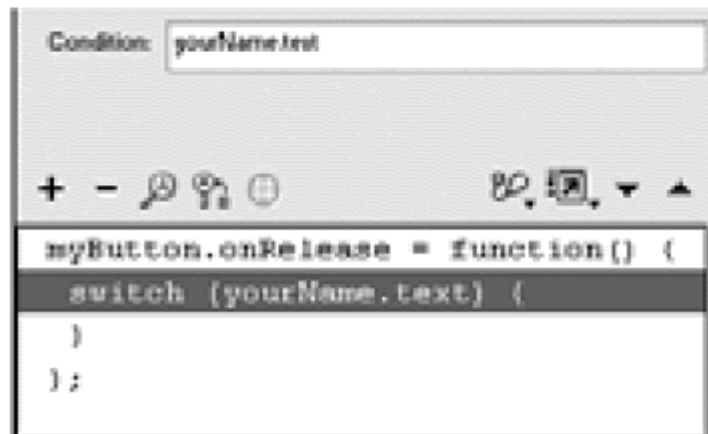 Condition: yourName.text
myButton.onRelease = function() {
switch (yourName.text) {
}
};